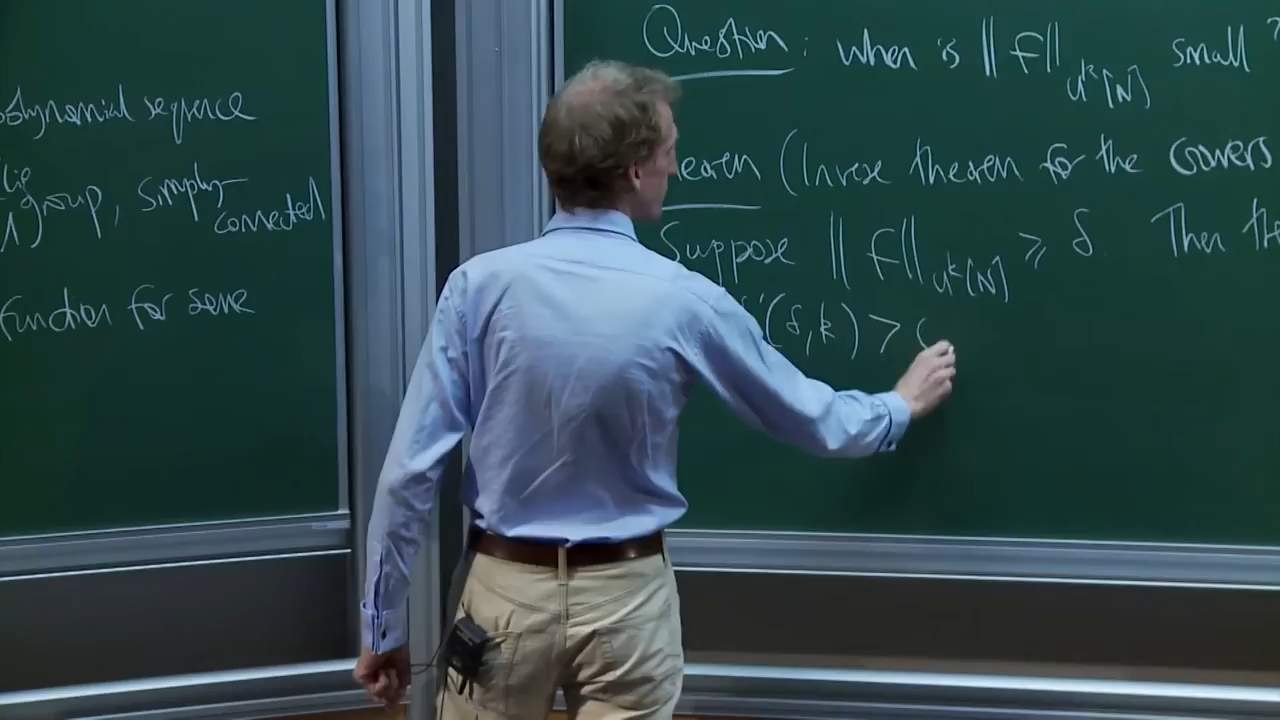 polynomial sequence
Lie
group, simply-
connected
function for some
Question: when is ||f||_{U^k[N]} small ?
Theorem (Inverse theorem for the Gowers
Suppose ||f||_{U^k[N]} ≥ δ. Then the
(δ, k) > 0